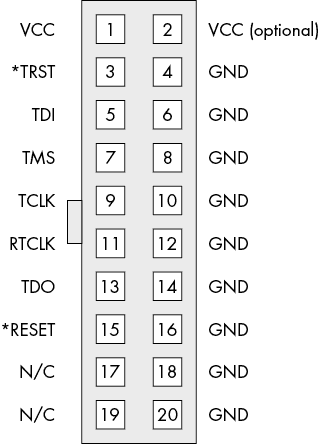 VCC 1 2 VCC (optional)
*TRST 3 4 GND
TDI 5 6 GND
TMS 7 8 GND
TCLK 9 10 GND
RTCLK 11 12 GND
TDO 13 14 GND
*RESET 15 16 GND
N/C 17 18 GND
N/C 19 20 GND